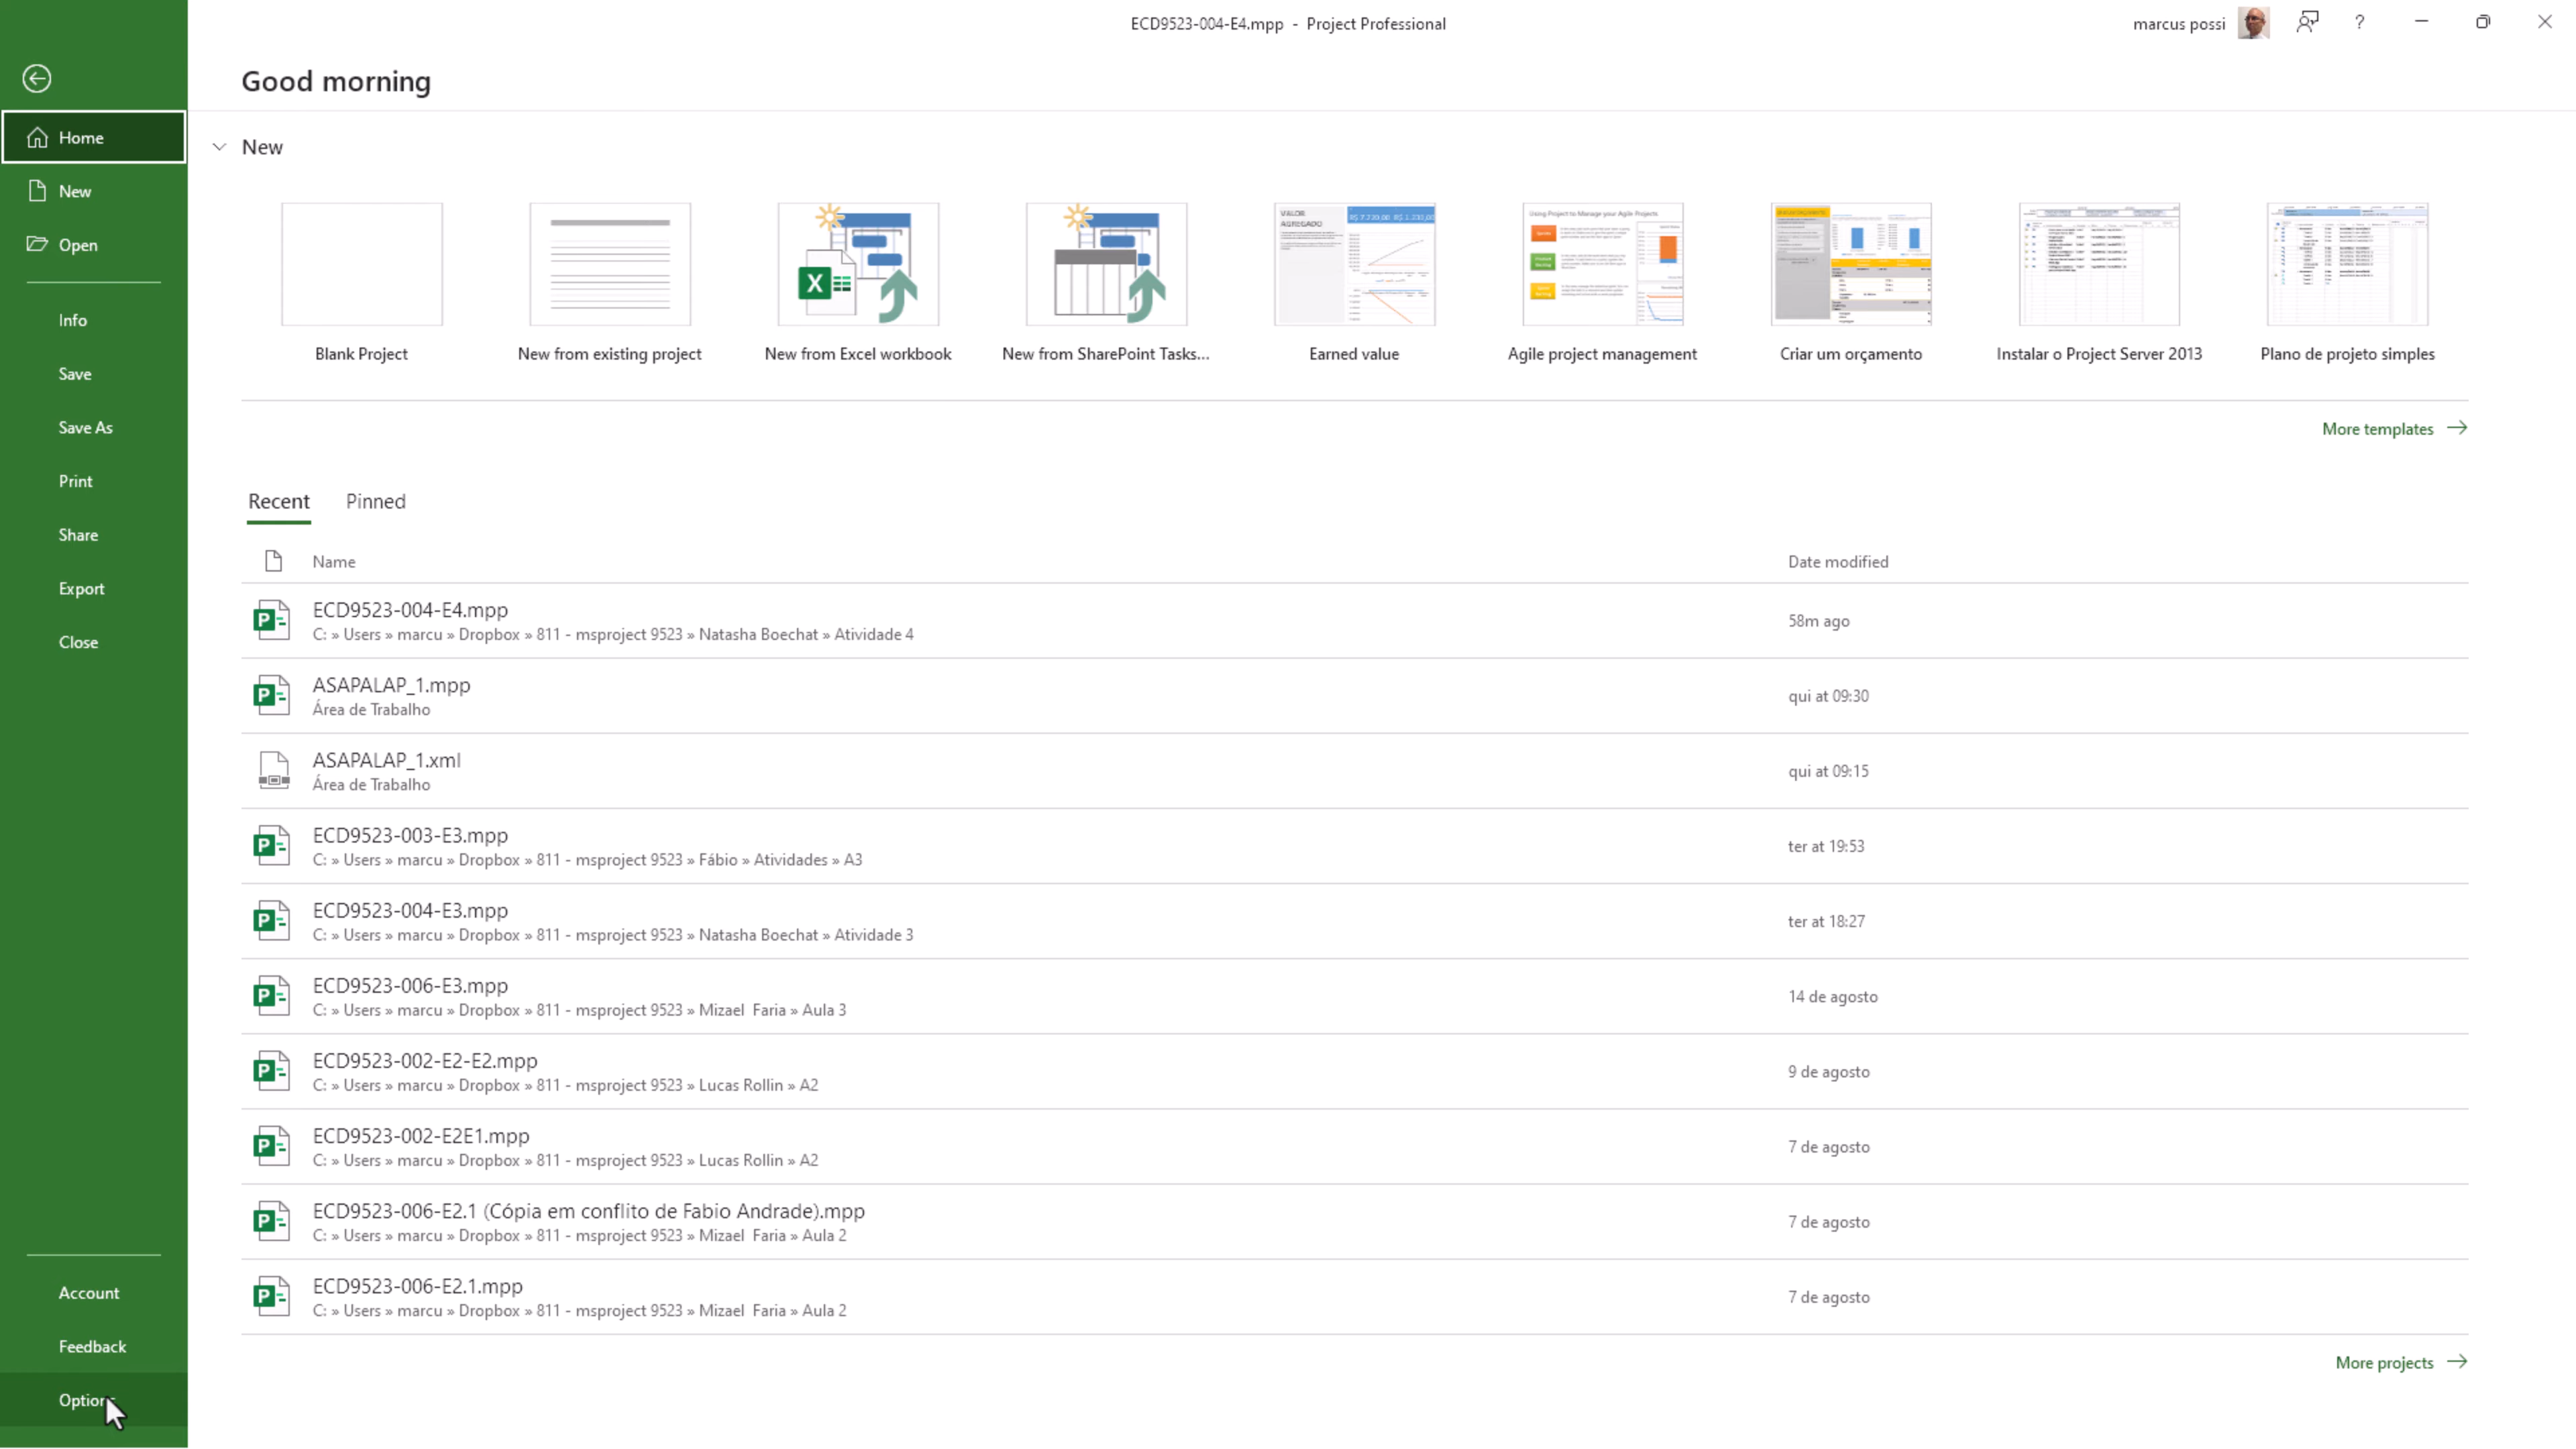 ECD9523-004-E4.mpp - Project Professional
marcus possi
?
Good morning
Home
New
Open
Info
Save
Save As
Print
Share
Export
Close
Account
Feedback
New
VALOR
AGREGADO
Using Project to Manage your Agile Projects
Blank Project
New from existing project
New from Excel workbook
New from SharePoint Tasks...
Earned value
Agile project management
Criar um orçamento
Instalar o Project Server 2013
Plano de projeto simples
More templates
Recent Pinned
Name Date modified
ECD9523-004-E4.mpp
C: » Users » marcu » Dropbox » 811 - msproject 9523 » Natasha Boechat » Atividade 4
58m ago
ASAPALAP_1.mpp
Área de Trabalho
qui at 09:30
ASAPALAP_1.xml
Área de Trabalho
qui at 09:15
ECD9523-003-E3.mpp
C: » Users » marcu » Dropbox » 811 - msproject 9523 » Fábio » Atividades » A3
ter at 19:53
ECD9523-004-E3.mpp
C: » Users » marcu » Dropbox » 811 - msproject 9523 » Natasha Boechat » Atividade 3
ter at 18:27
ECD9523-006-E3.mpp
C: » Users » marcu » Dropbox » 811 - msproject 9523 » Mizael Faria » Aula 3
14 de agosto
ECD9523-002-E2-E2.mpp
C: » Users » marcu » Dropbox » 811 - msproject 9523 » Lucas Rollin » A2
9 de agosto
ECD9523-002-E2E1.mpp
C: » Users » marcu » Dropbox » 811 - msproject 9523 » Lucas Rollin » A2
7 de agosto
ECD9523-006-E2.1 (Cópia em conflito de Fabio Andrade).mpp
C: » Users » marcu » Dropbox » 811 - msproject 9523 » Mizael Faria » Aula 2
7 de agosto
ECD9523-006-E2.1.mpp
C: » Users » marcu » Dropbox » 811 - msproject 9523 » Mizael Faria » Aula 2
7 de agosto
More projects